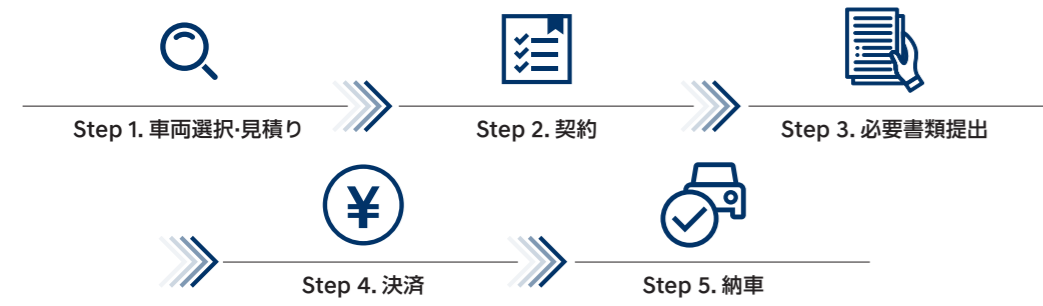 Step 1. 車両選択·見積り
Step 2. 契約
Step 3. 必要書類提出
¥
Step 4. 決済
Step 5. 納車